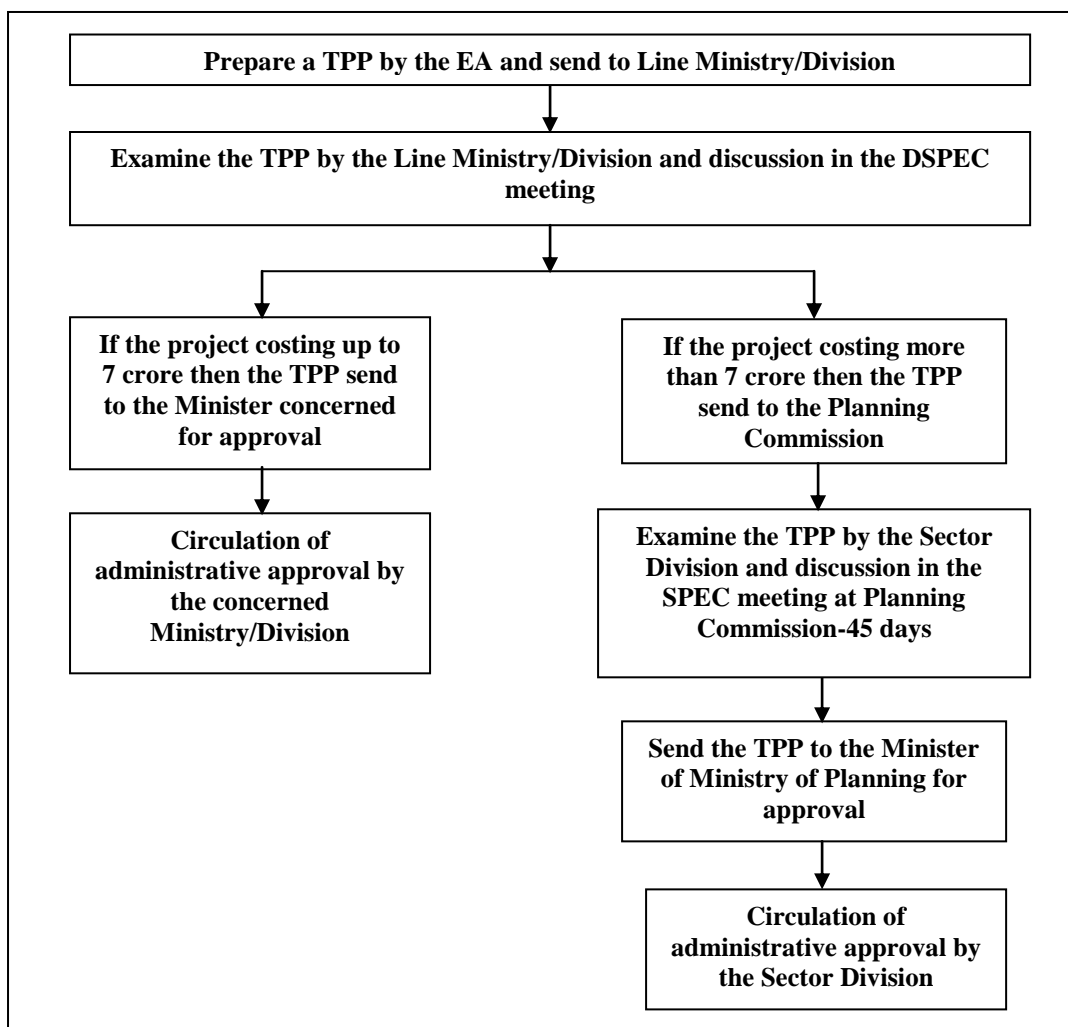 Prepare a TPP by the EA and send to Line Ministry/Division
Examine the TPP by the Line Ministry/Division and discussion in the DSPEC
meeting
If the project costing up to
7 crore then the TPP send
to the Minister concerned
for approval
Circulation of
administrative approval by
the concerned
Ministry/Division
If the project costing more
than 7 crore then the TPP
send to the Planning
Commission
Examine the TPP by the Sector
Division and discussion in the
SPEC meeting at Planning
Commission-45 days
Send the TPP to the Minister
of Ministry of Planning for
approval
Circulation of
administrative approval by
the Sector Division